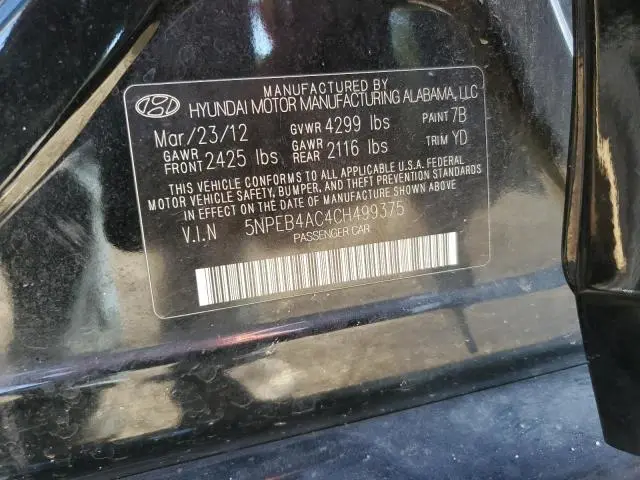 MANUFACTURED BY
HYUNDAI MOTOR MANUFACTURING ALABAMA, LLC
Mar/23/12 GVWR 4299 lbs PAINT 7B
GAWR FRONT 2425 lbs GAWR REAR 2116 lbs TRIM YD
THIS VEHICLE CONFORMS TO ALL APPLICABLE U.S.A. FEDERAL
MOTOR VEHICLE SAFETY, BUMPER, AND THEFT PREVENTION STANDARDS
IN EFFECT ON THE DATE OF MANUFACTURE SHOWN ABOVE
V.I.N 5NPEB4AC4CH499375
PASSENGER CAR